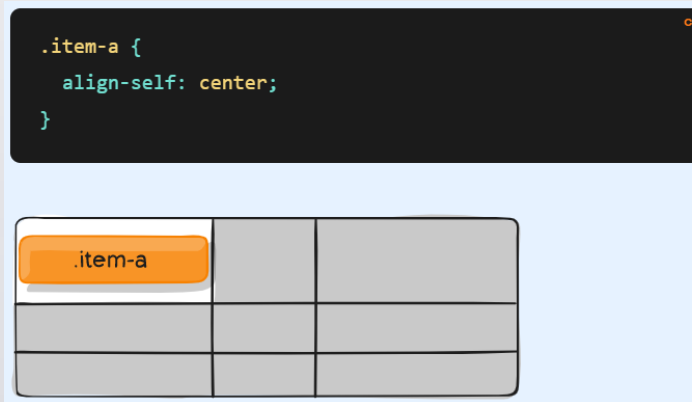 .item-a {
  align-self: center;
}
.item-a